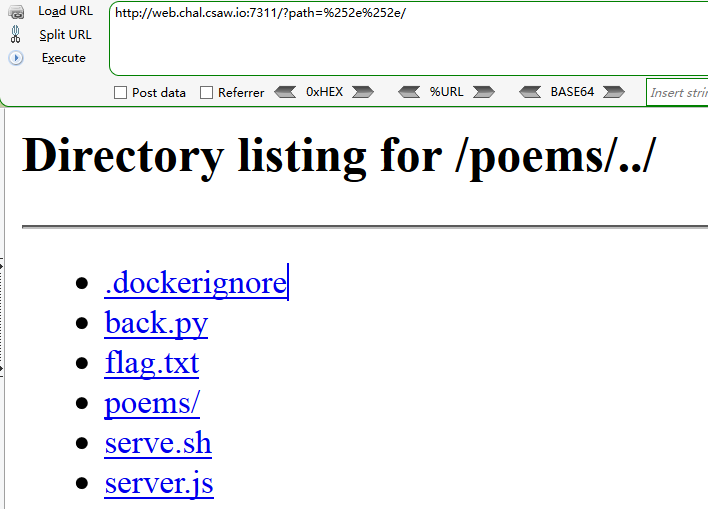 Load URL http://web.chal.csaw.io:7311/?path=%252e%252e/
Split URL
Execute
Post data Referrer 0xHEX %URL BASE64 Insert strin
Directory listing for /poems/../
.dockerignore
back.py
flag.txt
poems/
serve.sh
server.js